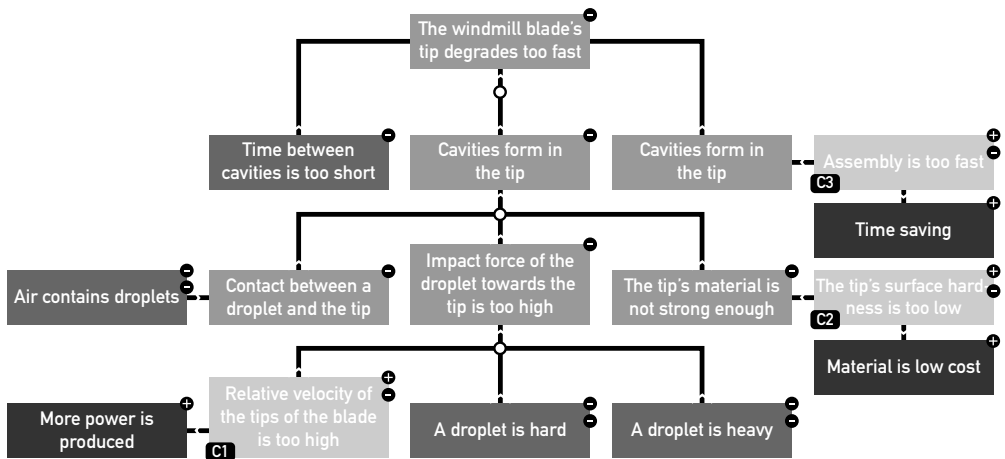 The windmill blade's
tip degrades too fast
Time between
cavities is too short
Cavities form in
the tip
Cavities form in
the tip
Assembly is too fast
C3
Time saving
Air contains droplets
Contact between a
droplet and the tip
Impact force of the
droplet towards the
tip is too high
The tip's material is
not strong enough
The tip's surface hard
ness is too low
C2
Material is low cost
More power is
produced
Relative velocity of
the tips of the blade
is too high
C1
A droplet is hard
A droplet is heavy